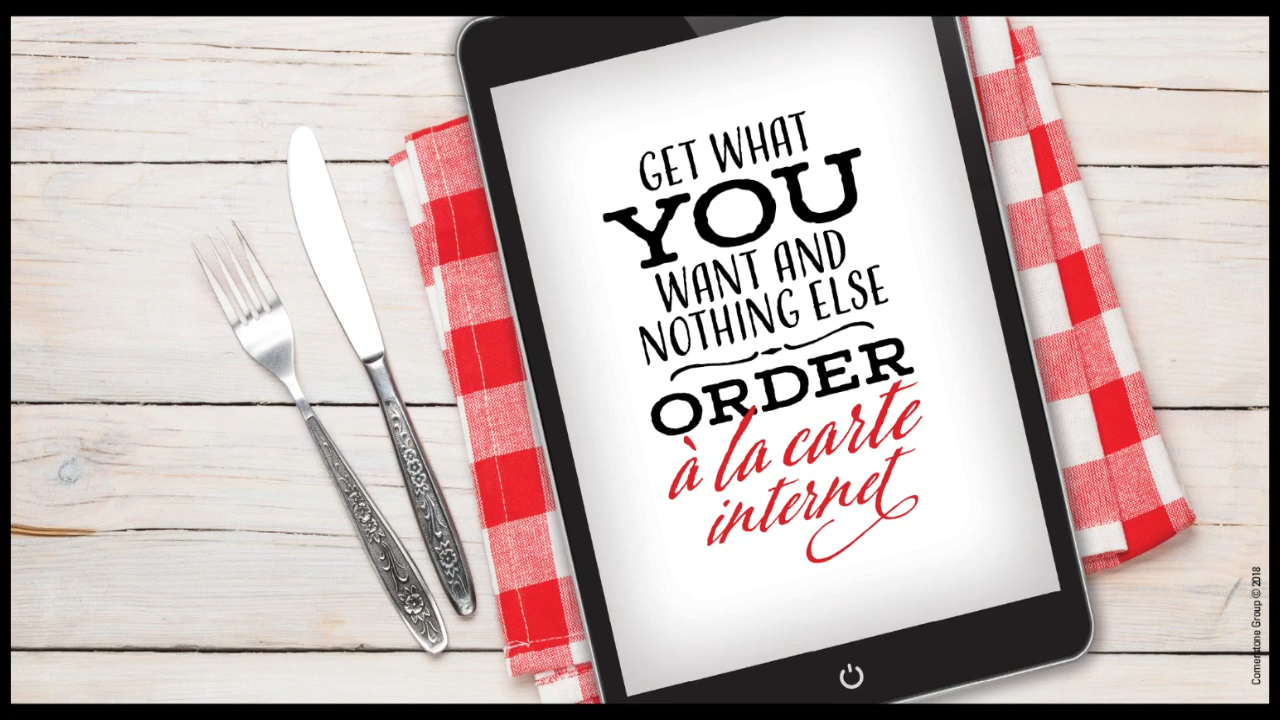 GET WHAT
YOU
WANT AND
NOTHING ELSE
ORDER
à la carte
internet
Cornerstone Group © 2018